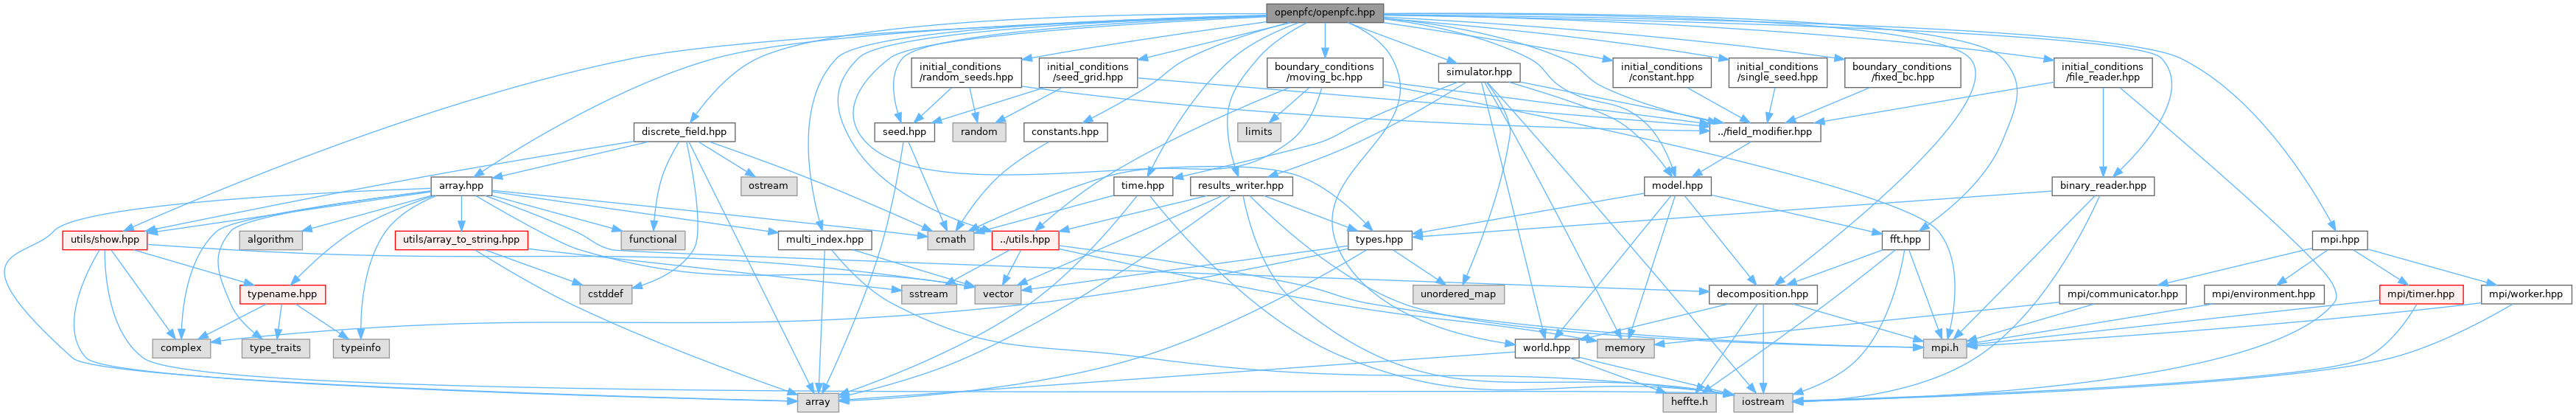 openpfc/openpfc.hpp
initial_conditions
/random_seeds.hpp
initial_conditions
/seed_grid.hpp
boundary_conditions
/moving_bc.hpp
simulator.hpp
initial_conditions
/constant.hpp
initial_conditions
/single_seed.hpp
boundary_conditions
/fixed_bc.hpp
initial_conditions
/file_reader.hpp
discrete_field.hpp
seed.hpp
random
constants.hpp
limits
../field_modifier.hpp
array.hpp
ostream
time.hpp
results_writer.hpp
model.hpp
binary_reader.hpp
utils/show.hpp
algorithm
utils/array_to_string.hpp
functional
multi_index.hpp
cmath
../utils.hpp
types.hpp
fft.hpp
mpi.hpp
typename.hpp
cstddef
sstream
vector
unordered_map
decomposition.hpp
mpi/communicator.hpp
mpi/environment.hpp
mpi/timer.hpp
mpi/worker.hpp
complex
type_traits
typeinfo
world.hpp
memory
mpi.h
array
heffte.h
iostream